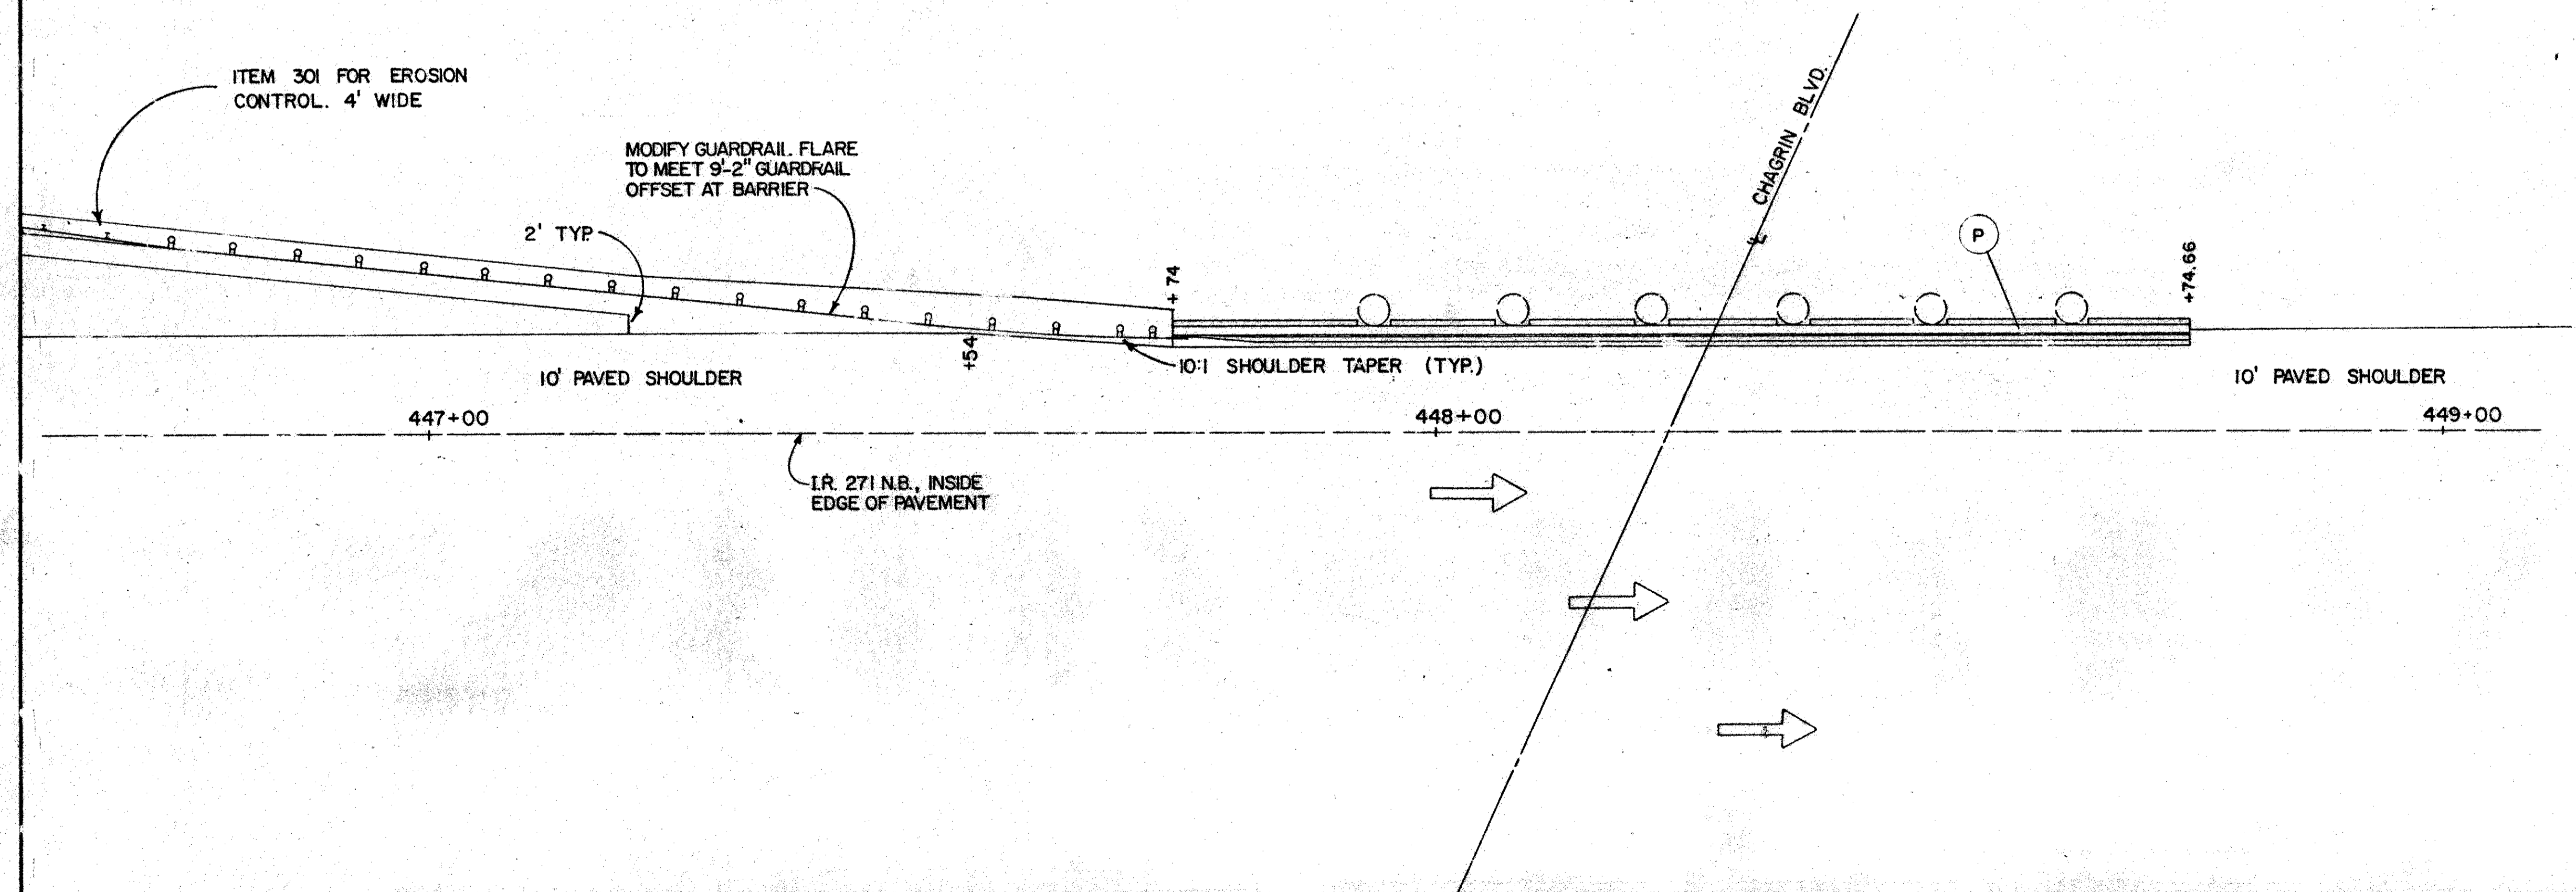 ITEM 301 FOR EROSION
CONTROL. 4' WIDE
MODIFY GUARDRAIL FLARE
TO MEET 9'-2" GUARDRAIL
OFFSET AT BARRIER
2' TYP.
+54
+74
10:1 SHOULDER TAPER (TYP.)
℄ CHAGRIN BLVD.
P
+74.66
10' PAVED SHOULDER
10' PAVED SHOULDER
447+00
448+00
449+00
I.R. 271 N.B., INSIDE
EDGE OF PAVEMENT